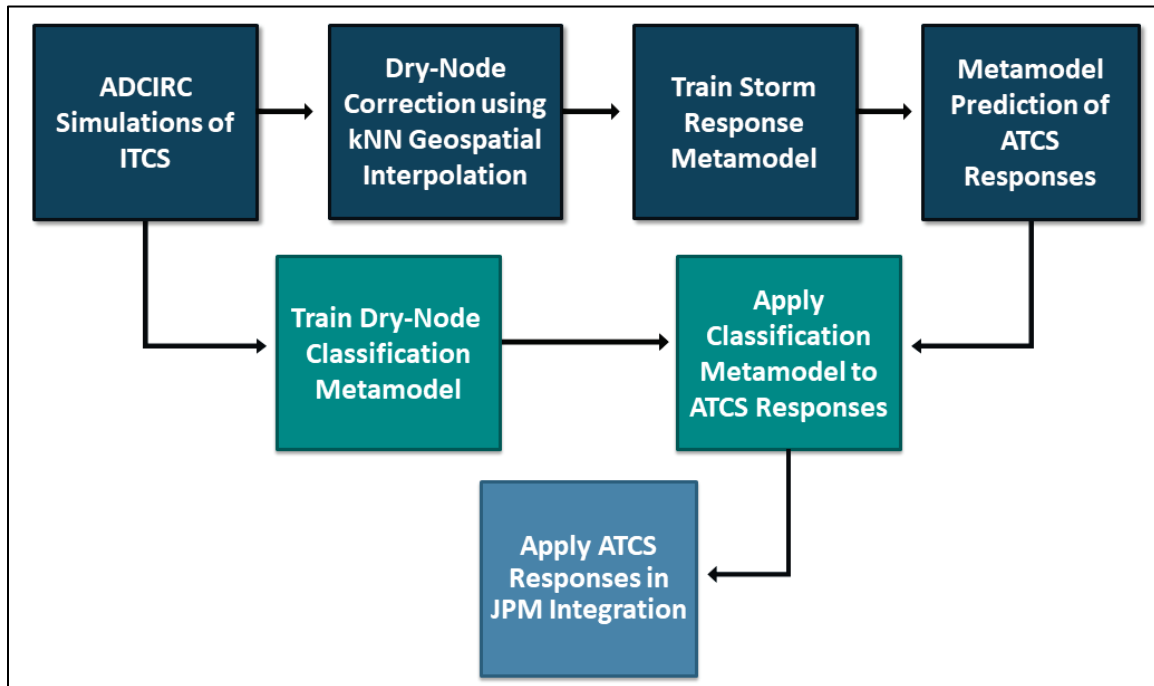 ADCIRC
Simulations of
ITCS
Dry-Node
Correction using
kNN Geospatial
Interpolation
Train Storm
Response
Metamodel
Metamodel
Prediction of
ATCS
Responses
Train Dry-Node
Classification
Metamodel
Apply
Classification
Metamodel to
ATCS Responses
Apply ATCS
Responses in
JPM Integration